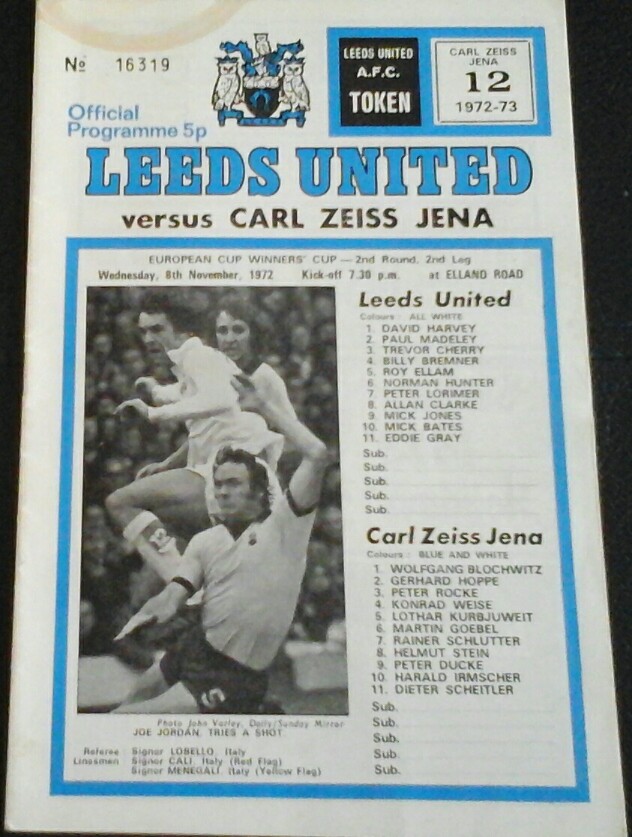 No 16319
LEEDS UNITED
A.F.C.
TOKEN
CARL ZEISS
JENA
12
1972-73
Official
Programme 5p
LEEDS UNITED
versus CARL ZEISS JENA
EUROPEAN CUP WINNERS' CUP — 2nd Round, 2nd Leg
Wednesday, 8th November, 1972 Kick-off 7.30 p.m. at ELLAND ROAD
Leeds United
Colours : ALL WHITE
1. DAVID HARVEY
2. PAUL MADELEY
3. TREVOR CHERRY
4. BILLY BREMNER
5. ROY ELLAM
6. NORMAN HUNTER
7. PETER LORIMER
8. ALLAN CLARKE
9. MICK JONES
10. MICK BATES
11. EDDIE GRAY
Sub.
Sub.
Sub.
Sub.
Sub.
Carl Zeiss Jena
Colours : BLUE AND WHITE
1. WOLFGANG BLOCHWITZ
2. GERHARD HOPPE
3. PETER ROCKE
4. KONRAD WEISE
5. LOTHAR KURBJUWEIT
6. MARTIN GOEBEL
7. RAINER SCHLUTTER
8. HELMUT STEIN
9. PETER DUCKE
10. HARALD IRMSCHER
11. DIETER SCHEITLER
Sub.
Sub.
Sub.
Sub.
Sub.
Photo John Varley, Daily/Sunday Mirror
JOE JORDAN, TRIES A SHOT
Referee Signor LOBELLO, Italy
Linesmen Signor CALI, Italy (Red Flag)
Signor MENEGALI, Italy (Yellow Flag)
5